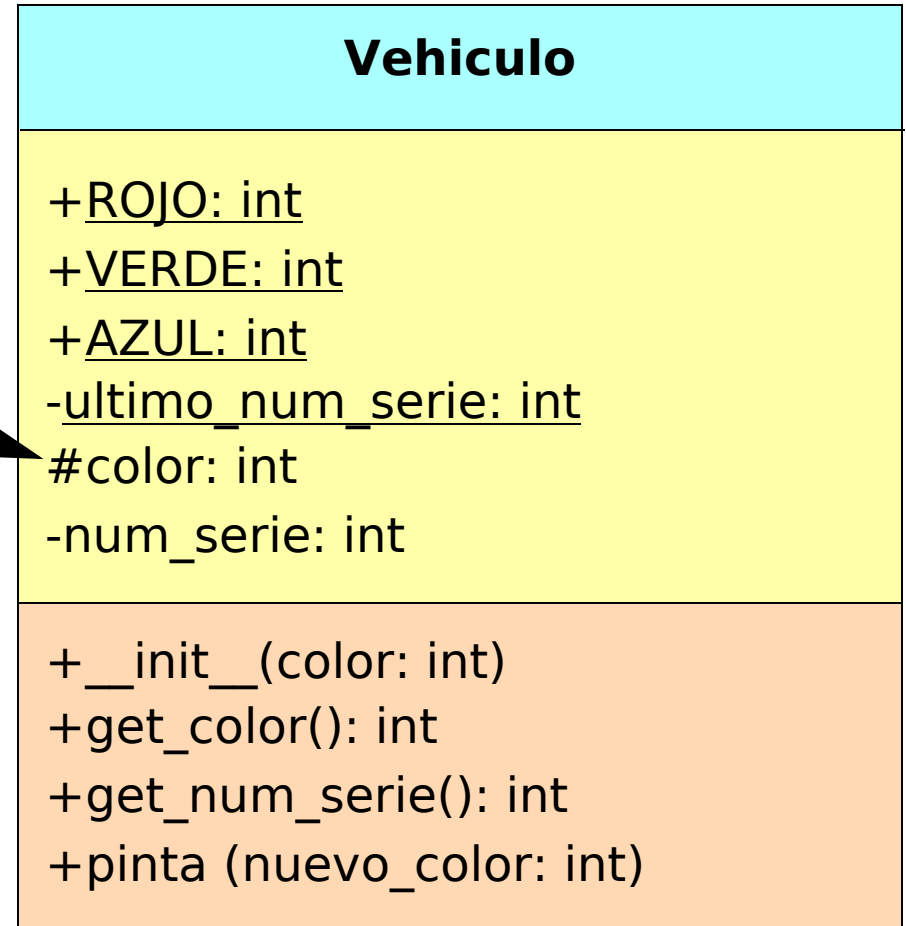 Vehiculo
+ROJO: int
+VERDE: int
+AZUL: int
-ultimo_num_serie: int
#color: int
-num_serie: int
+__init__(color: int)
+get_color(): int
+get_num_serie(): int
+pinta (nuevo_color: int)